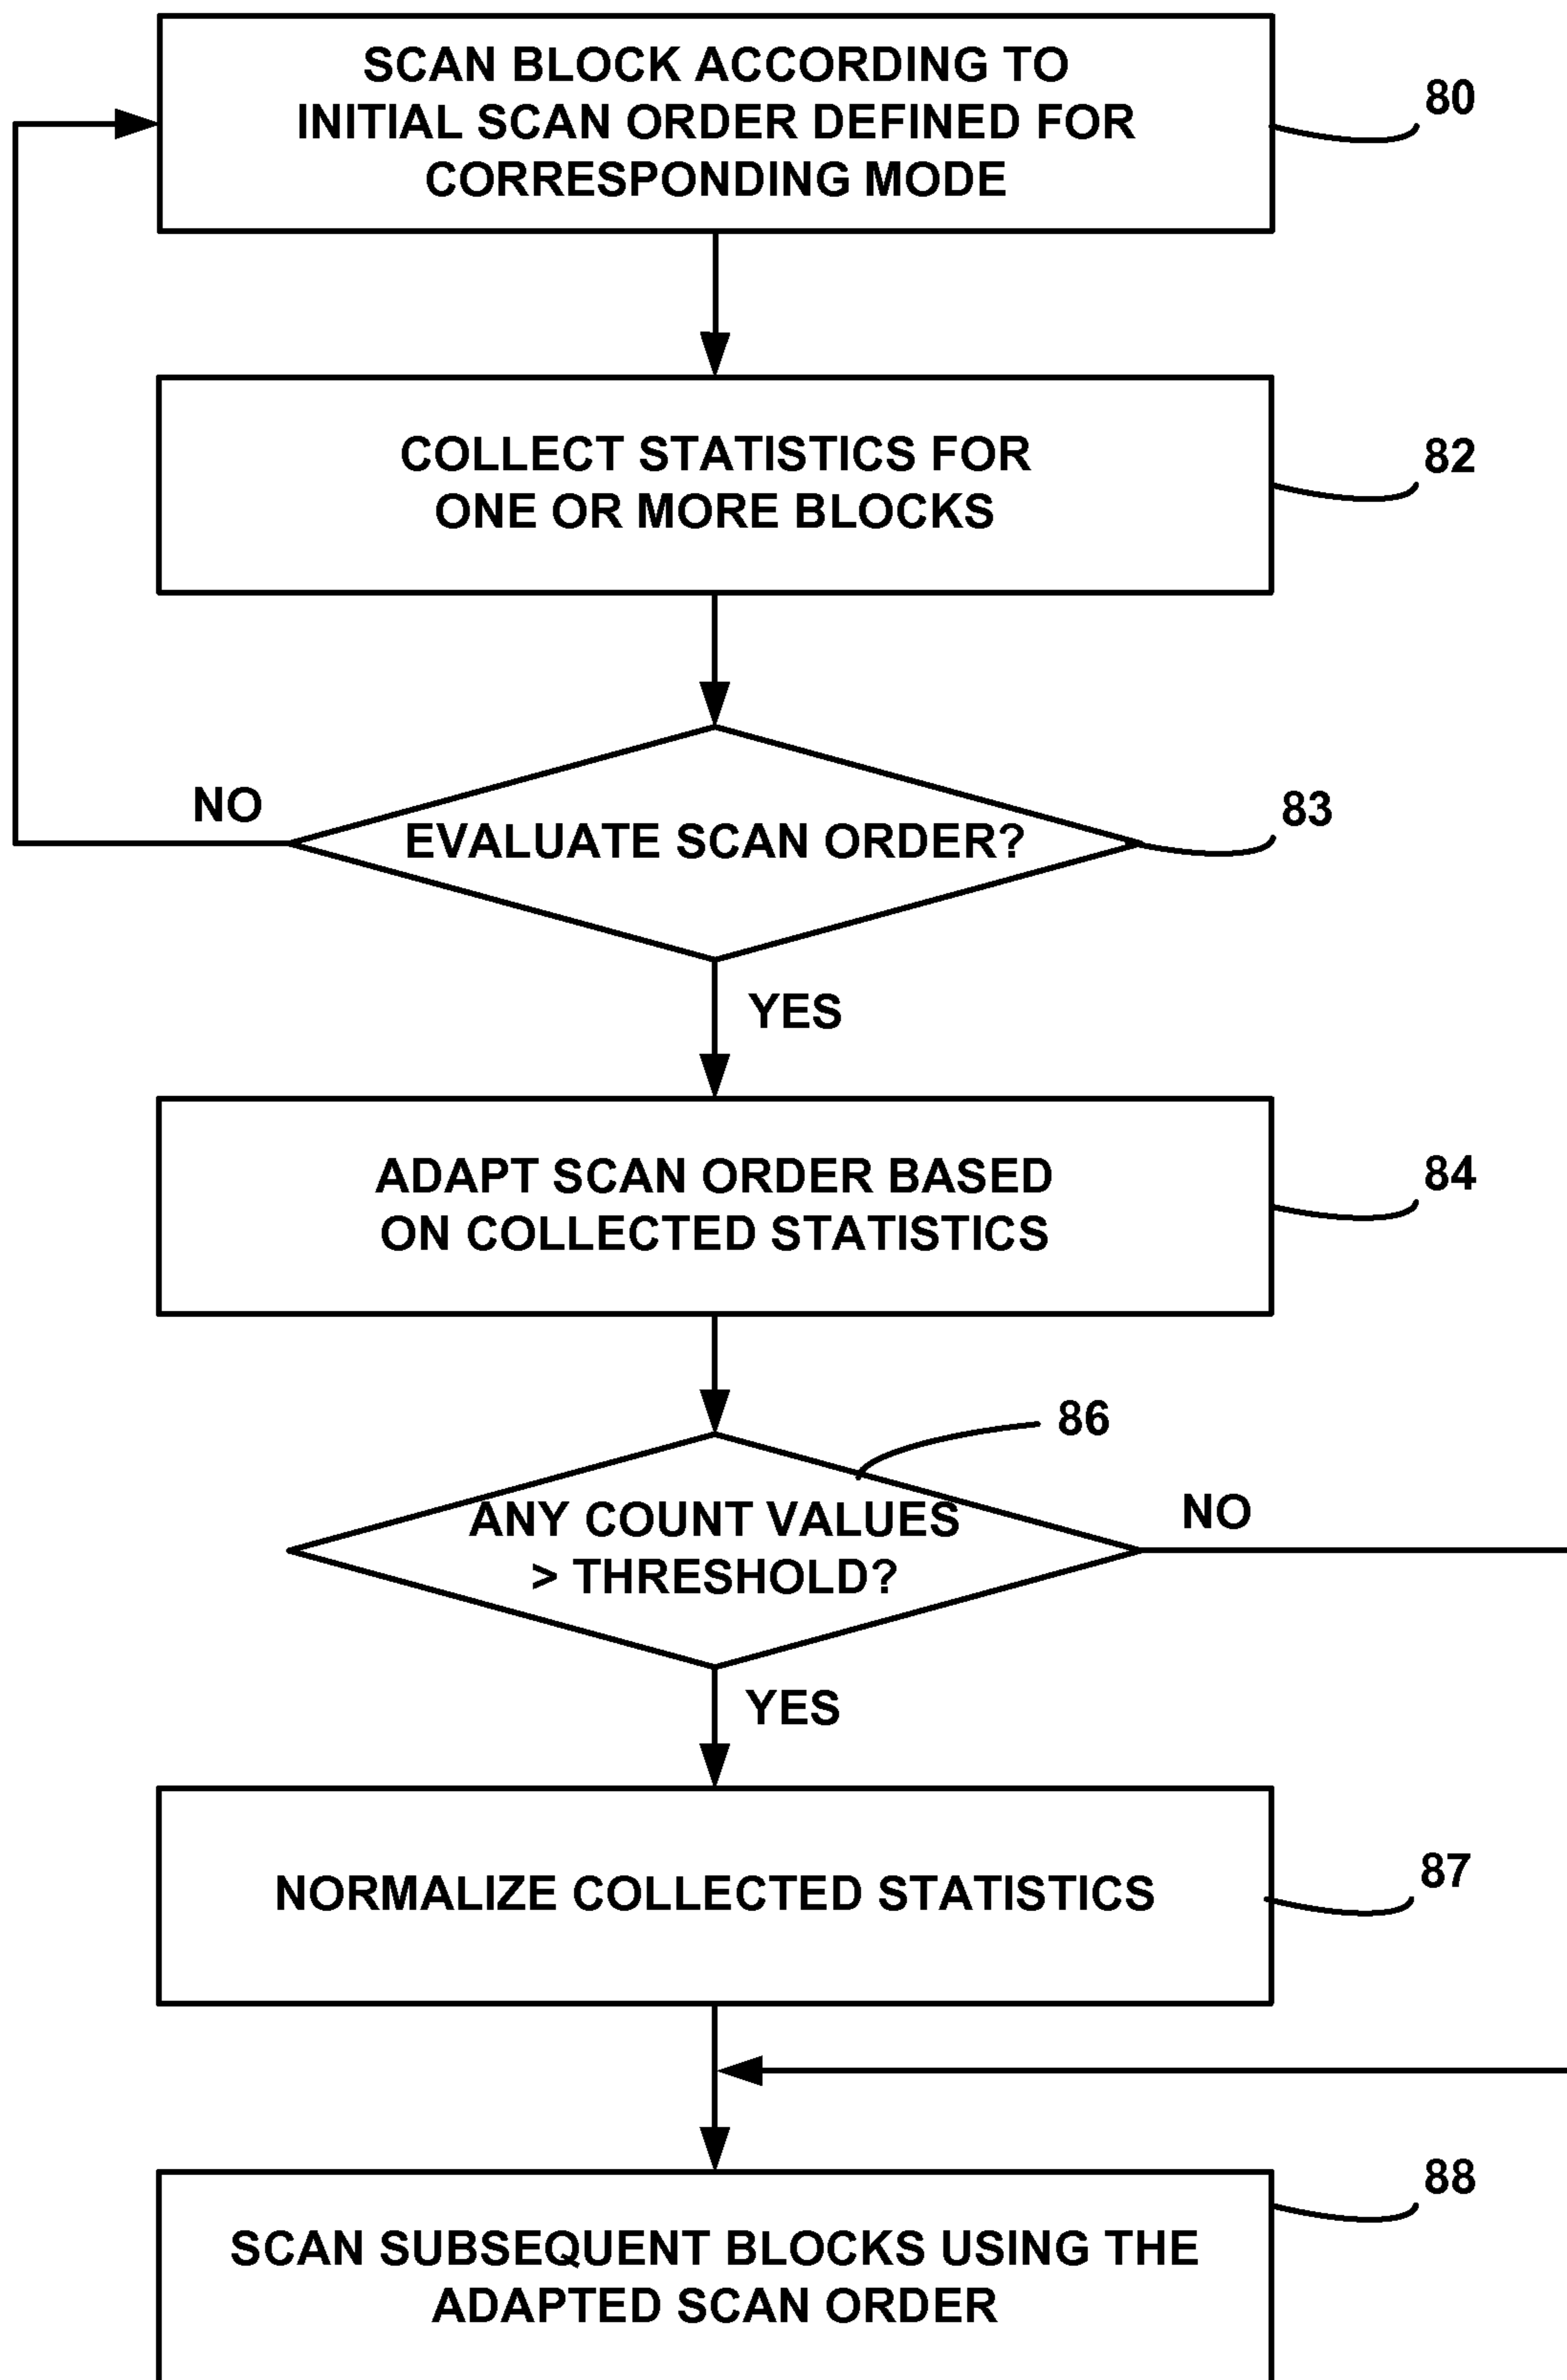 SCAN BLOCK ACCORDING TO
INITIAL SCAN ORDER DEFINED FOR
CORRESPONDING MODE
80
COLLECT STATISTICS FOR
ONE OR MORE BLOCKS
82
NO
EVALUATE SCAN ORDER?
83
YES
ADAPT SCAN ORDER BASED
ON COLLECTED STATISTICS
84
86
ANY COUNT VALUES
> THRESHOLD?
NO
YES
NORMALIZE COLLECTED STATISTICS
87
88
SCAN SUBSEQUENT BLOCKS USING THE
ADAPTED SCAN ORDER